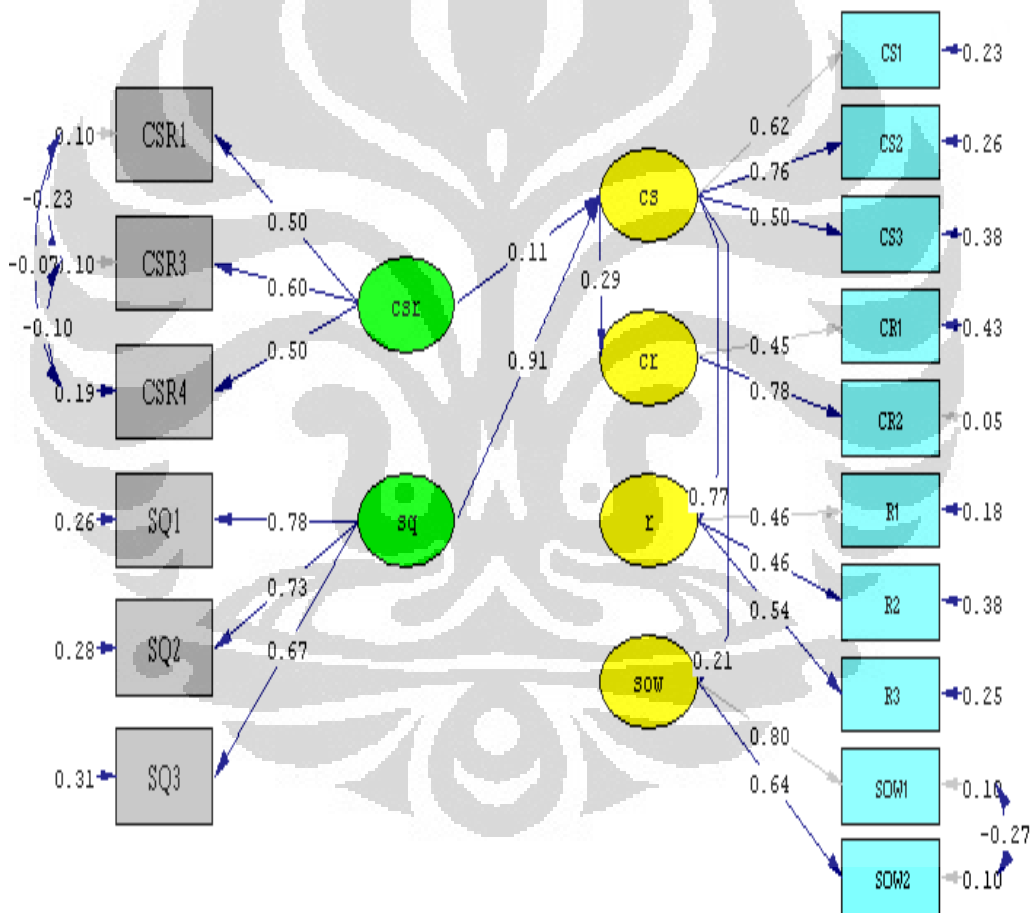 CS1
0.23
0.10
CSR1
0.62
CS2
0.26
0.76
-0.23
0.50
cs
0.50
CS3
0.38
-0.07
0.10
CSR3
0.60
csr
0.11
0.29
CR1
0.43
-0.10
0.50
0.91
cr
0.45
0.19
CSR4
0.78
CR2
0.05
0.26
SQ1
0.78
sq
0.77
r
0.46
R1
0.18
0.73
0.46
0.54
R2
0.38
0.28
SQ2
0.67
0.21
sow
R3
0.25
0.80
0.31
SQ3
0.64
SOW1
0.10
-0.27
SOW2
0.10